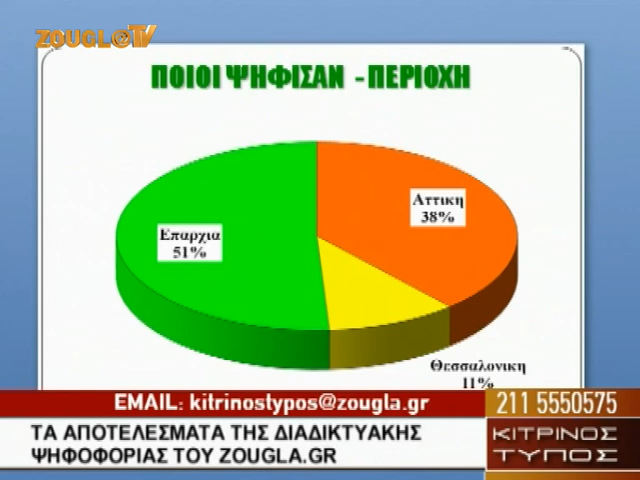 ZOUGL@TV
ΠΟΙΟΙ ΨΗΦΙΣΑΝ - ΠΕΡΙΟΧΗ
Αττικη
38%
Επαρχια
51%
Θεσσαλονικη
11%
EMAIL: kitrinostypos@zougla.gr
211 5550575
ΤΑ ΑΠΟΤΕΛΕΣΜΑΤΑ ΤΗΣ ΔΙΑΔΙΚΤΥΑΚΗΣ
ΨΗΦΟΦΟΡΙΑΣ ΤΟΥ ZOUGLA.GR
ΚΙΤΡΙΝΟΣ
ΤΥΠΟΣ